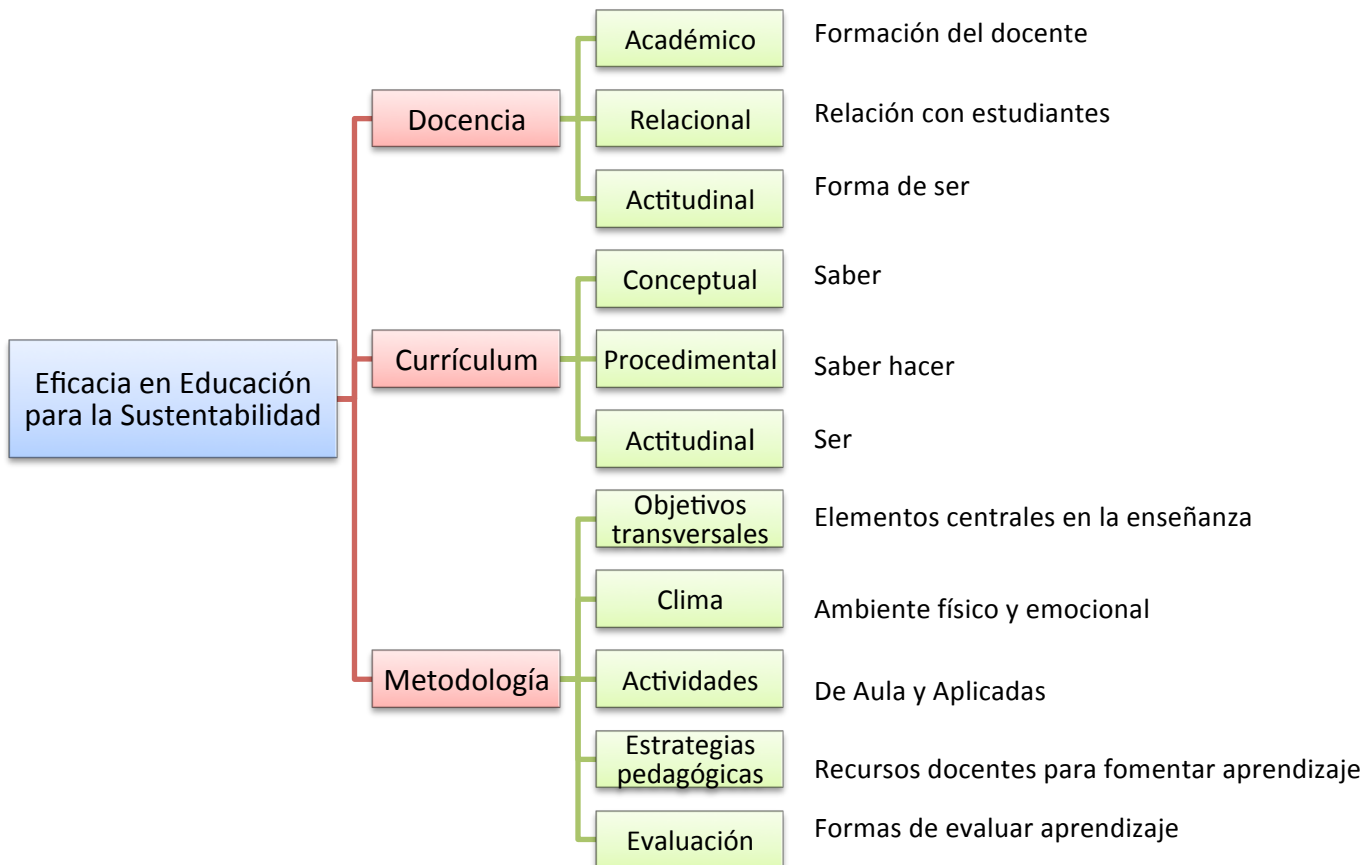 Académico
Formación del docente
Docencia
Relacional
Relación con estudiantes
Actitudinal
Forma de ser
Conceptual
Saber
Eficacia en Educación
para la Sustentabilidad
Currículum
Procedimental
Saber hacer
Actitudinal
Ser
Objetivos
transversales
Elementos centrales en la enseñanza
Clima
Ambiente físico y emocional
Metodología
Actividades
De Aula y Aplicadas
Estrategias
pedagógicas
Recursos docentes para fomentar aprendizaje
Evaluación
Formas de evaluar aprendizaje